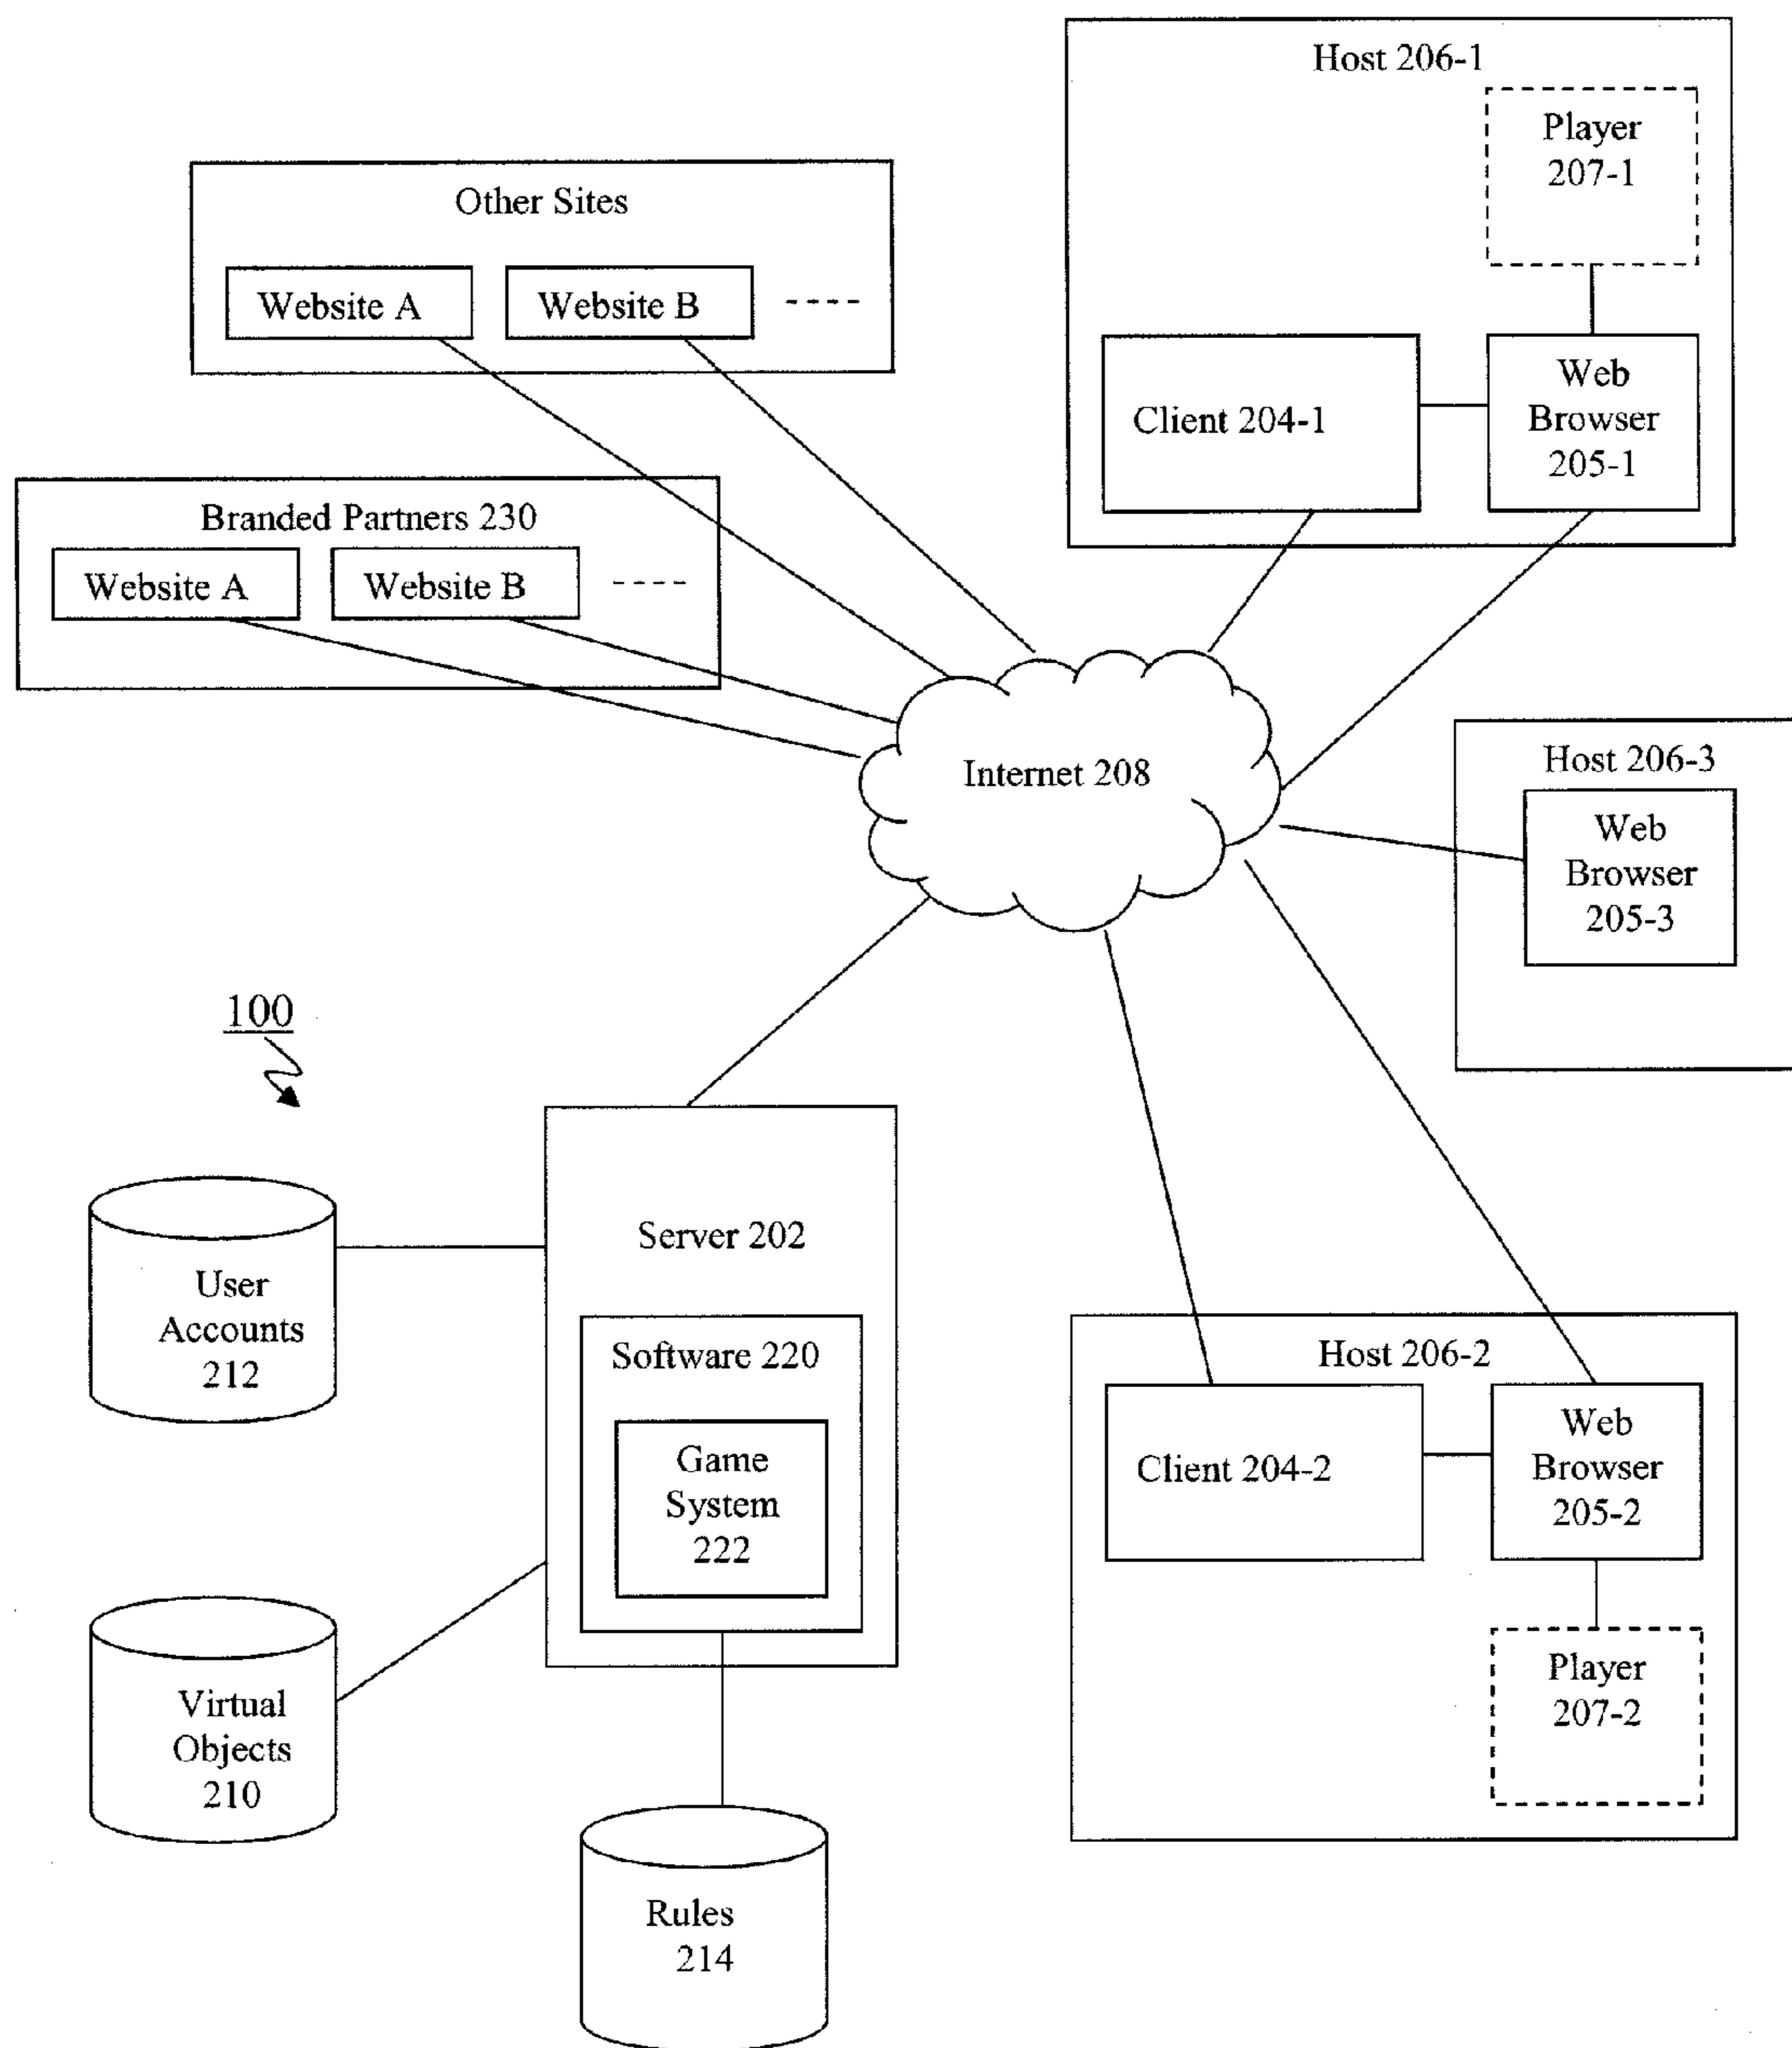 Host 206-1
Player
207-1
Other Sites
Website A
Website B
Client 204-1
Web
Browser
205-1
Branded Partners 230
Website A
Website B
Internet 208
Host 206-3
Web
Browser
205-3
100
Server 202
User
Accounts
212
Software 220
Game
System
222
Host 206-2
Client 204-2
Web
Browser
205-2
Player
207-2
Virtual
Objects
210
Rules
214